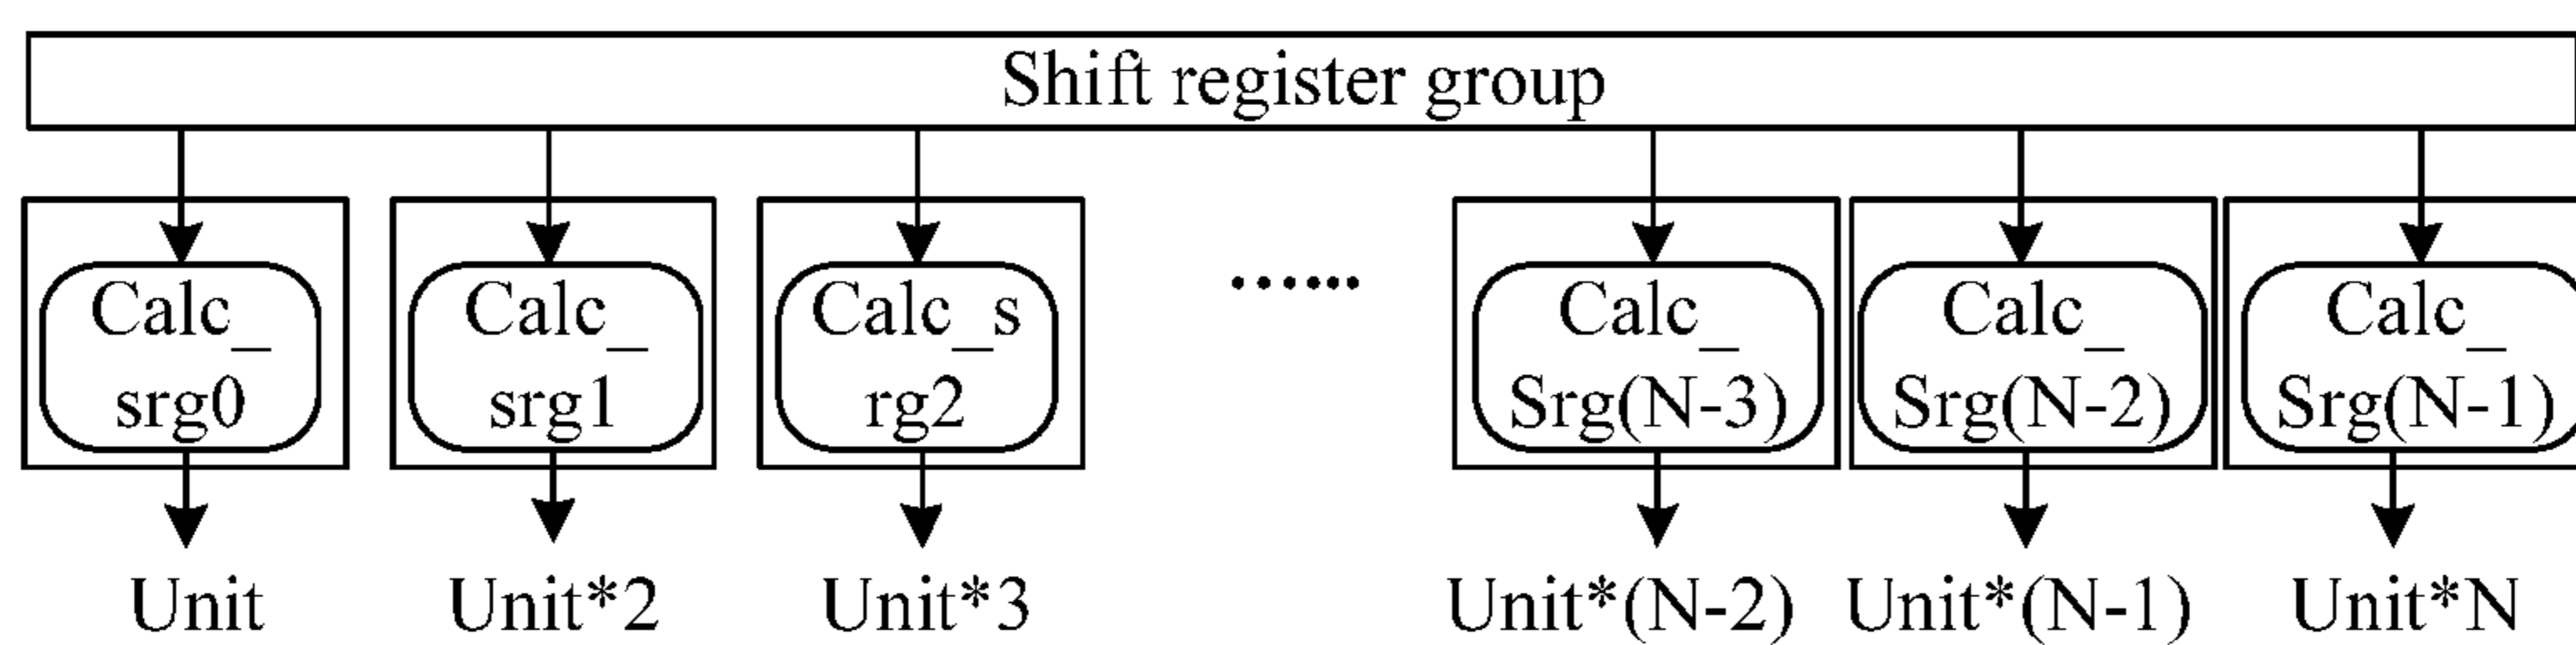 Shift register group
Calc_
srg0
Calc_
srg1
Calc_s
rg2
......
Calc_
Srg(N-3)
Calc_
Srg(N-2)
Calc_
Srg(N-1)
Unit
Unit*2
Unit*3
Unit*(N-2)
Unit*(N-1)
Unit*N